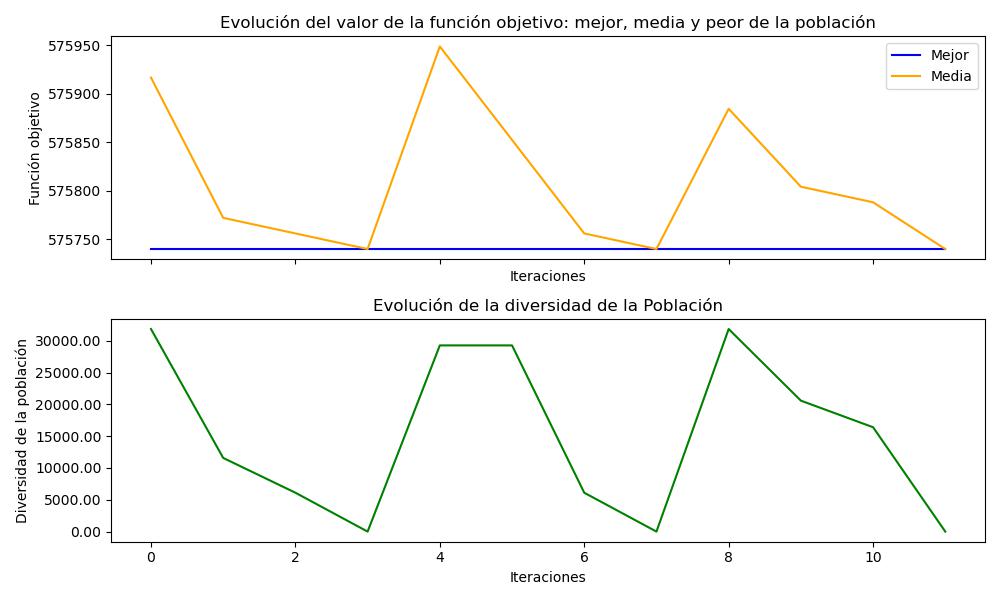 Evolución del valor de la función objetivo: mejor, media y peor de la población
575950
575900
575850
575800
575750
Función objetivo
Mejor
Media
Iteraciones
Evolución de la diversidad de la Población
30000.00
25000.00
20000.00
15000.00
10000.00
5000.00
0.00
Diversidad de la población
0 2 4 6 8 10
Iteraciones